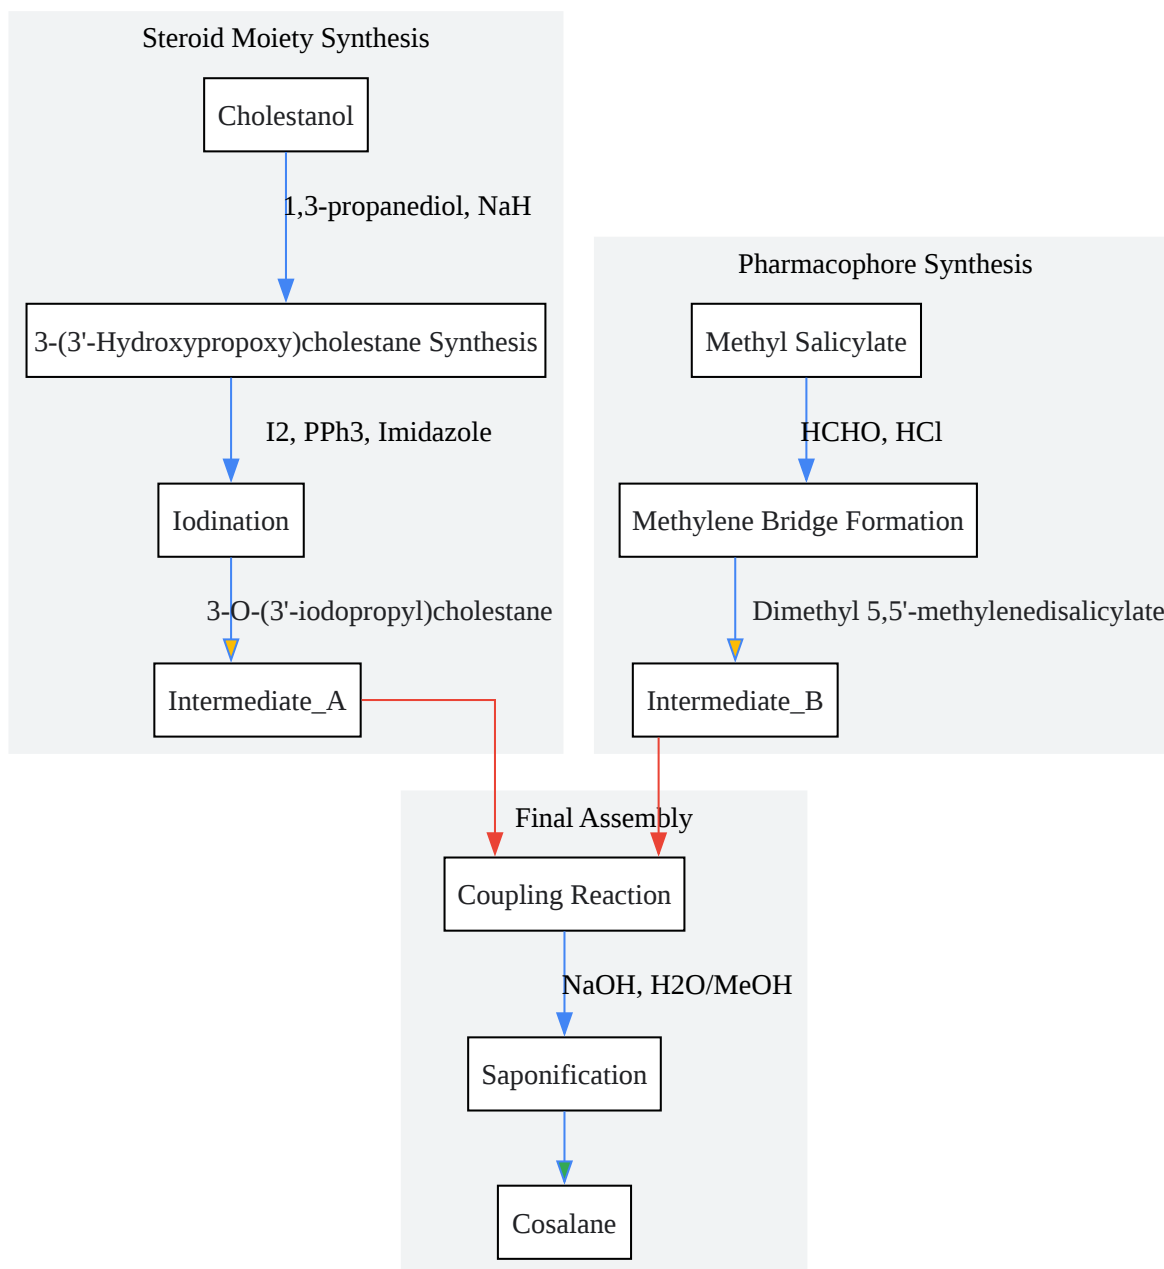 Steroid Moiety Synthesis
Cholestanol
1,3-propanediol, NaH
3-(3'-Hydroxypropoxy)cholestane Synthesis
I2, PPh3, Imidazole
Iodination
3-O-(3'-iodopropyl)cholestane
Intermediate_A
Pharmacophore Synthesis
Methyl Salicylate
HCHO, HCl
Methylene Bridge Formation
Dimethyl 5,5'-methylenedisalicylate
Intermediate_B
Final Assembly
Coupling Reaction
NaOH, H2O/MeOH
Saponification
Cosalane